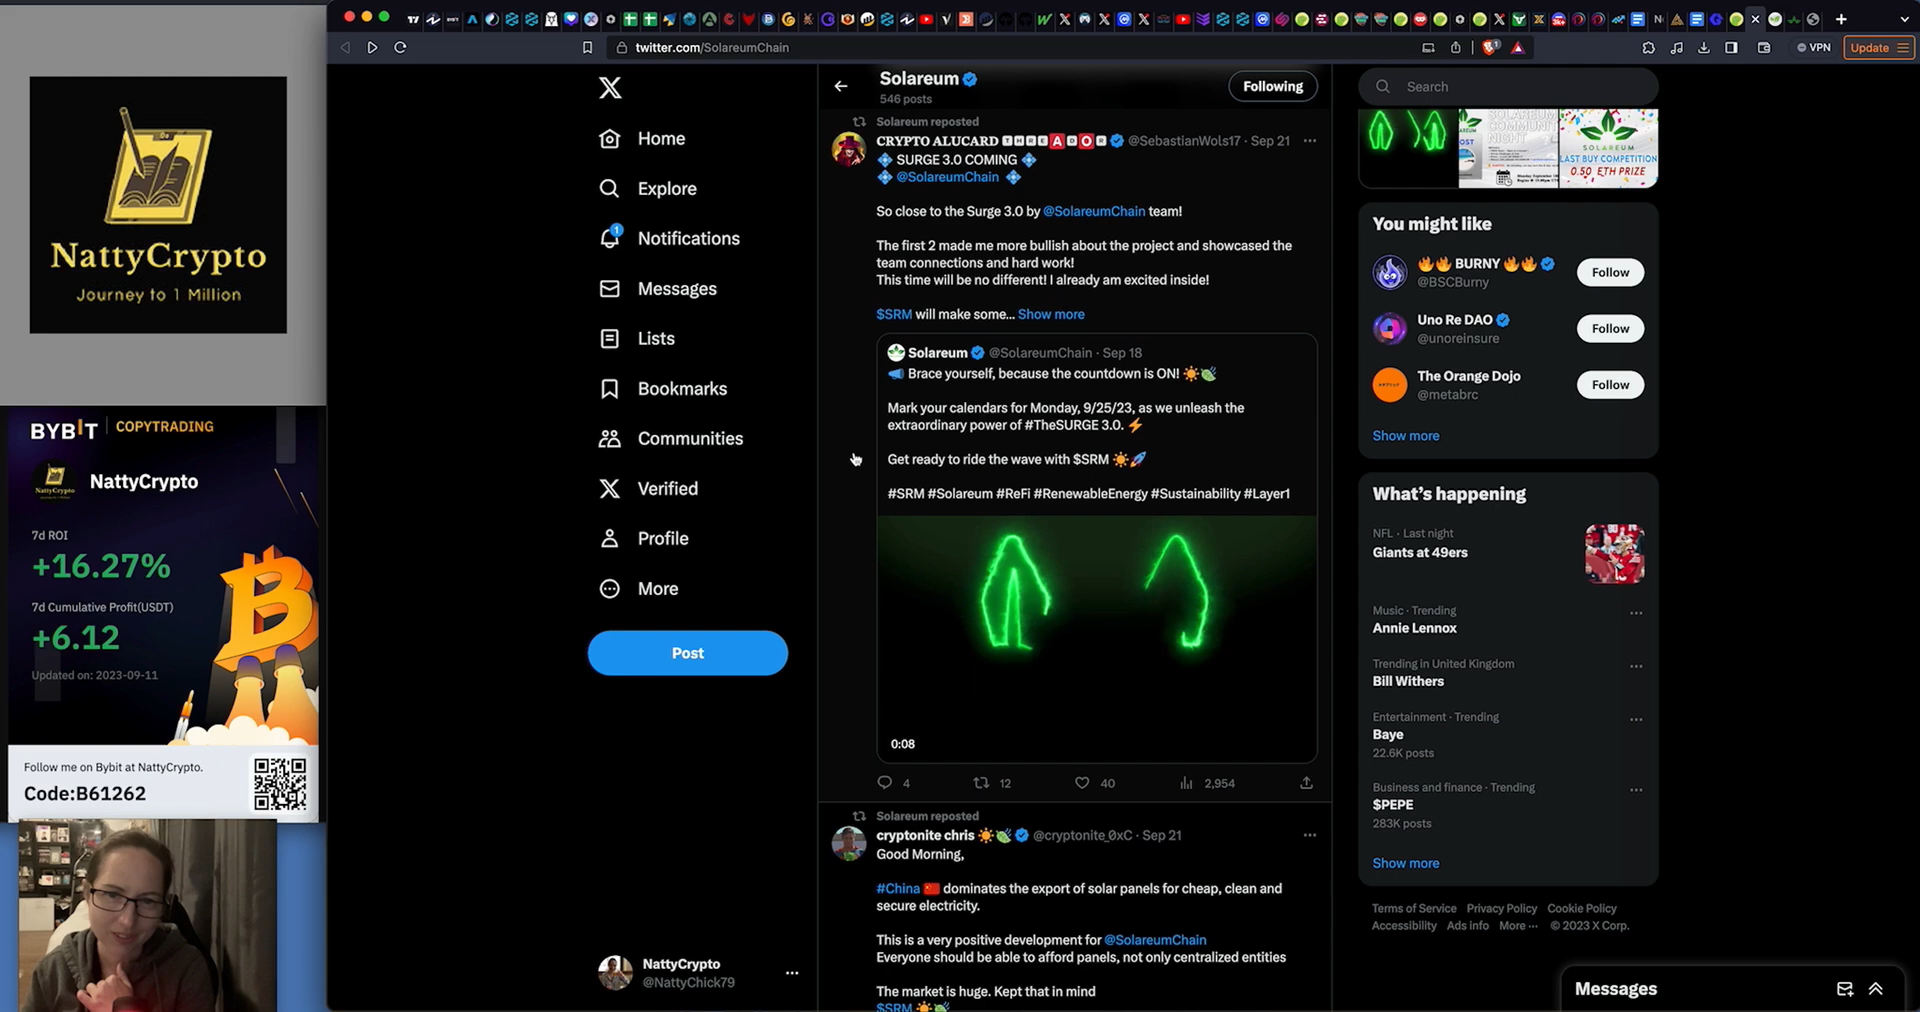 NattyCrypto
Journey to 1 Million
BYBIT | COPYTRADING
NattyCrypto
7d ROI
+16.27%
7d Cumulative Profit(USDT)
+6.12
Updated on: 2023-09-11
Follow me on Bybit at NattyCrypto.
Code:B61262
twitter.com/SolareumChain
VPN
Update
Home
Explore
1
Notifications
Messages
Lists
Bookmarks
Communities
Verified
Profile
More
Post
NattyCrypto
@NattyChick79
Solareum
546 posts
Following
Solareum reposted
CRYPTO ALUCARD THREADOR @SebastianWols17 · Sep 21
SURGE 3.0 COMING
@SolareumChain
So close to the Surge 3.0 by @SolareumChain team!
The first 2 made me more bullish about the project and showcased the
team connections and hard work!
This time will be no different! I already am excited inside!
$SRM will make some... Show more
Solareum @SolareumChain · Sep 18
Brace yourself, because the countdown is ON!
Mark your calendars for Monday, 9/25/23, as we unleash the
extraordinary power of #TheSURGE 3.0.
Get ready to ride the wave with $SRM
#SRM #Solareum #ReFi #RenewableEnergy #Sustainability #Layer1
0:08
4 12 40 2,954
Solareum reposted
cryptonite chris @cryptonite_0xC · Sep 21
Good Morning,
#China dominates the export of solar panels for cheap, clean and
secure electricity.
This is a very positive development for @SolareumChain
Everyone should be able to afford panels, not only centralized entities
The market is huge. Kept that in mind
$SRM
Search
SOLAREUM
LAST BUY COMPETITION
0.50 ETH PRIZE
You might like
BURNY
@BSCBurny
Follow
Uno Re DAO
@unoreinsure
Follow
The Orange Dojo
@metabrc
Follow
Show more
What's happening
NFL · Last night
Giants at 49ers
Music · Trending
Annie Lennox
Trending in United Kingdom
Bill Withers
Entertainment · Trending
Baye
22.6K posts
Business and finance · Trending
$PEPE
283K posts
Show more
Terms of Service Privacy Policy Cookie Policy
Accessibility Ads info More ··· © 2023 X Corp.
Messages